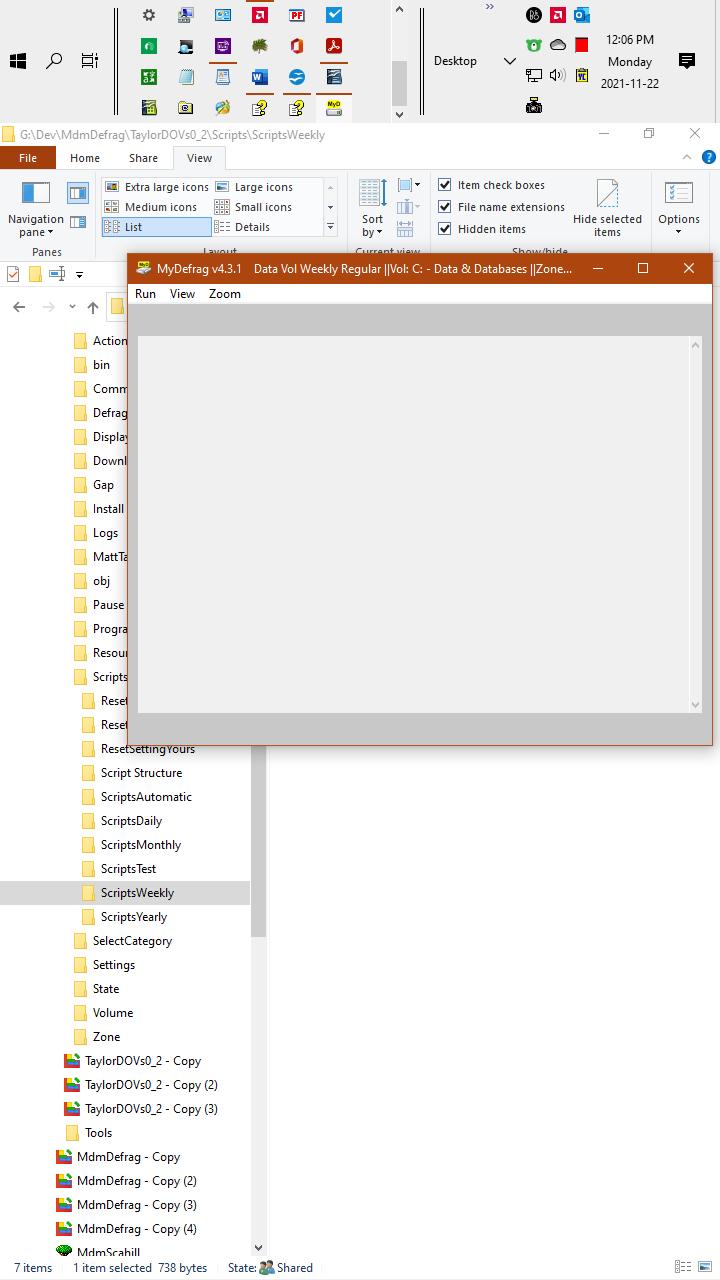 PF
W
12:06 PM
Desktop
Monday
2021-11-22
MyD
G:\Dev\MdmDefrag\TaylorDOVs0_2\Scripts\ScriptsWeekly
File Home Share View
Extra large icons Large icons
Medium icons Small icons
List Details
Navigation pane
Sort by
Item check boxes
File name extensions
Hidden items
Hide selected items
Options
Panes Layout Current view Show/hide
MyDefrag v4.3.1 Data Vol Weekly Regular ||Vol: C: - Data & Databases ||Zone...
Run View Zoom
Action
bin
Comm
Defrag
Display
Downl
Gap
Install
Logs
MattTa
obj
Pause
Progra
Resour
Scripts
Reset
Reset
ResetSettingYours
Script Structure
ScriptsAutomatic
ScriptsDaily
ScriptsMonthly
ScriptsTest
ScriptsWeekly
ScriptsYearly
SelectCategory
Settings
State
Volume
Zone
TaylorDOVs0_2 - Copy
TaylorDOVs0_2 - Copy (2)
TaylorDOVs0_2 - Copy (3)
Tools
MdmDefrag - Copy
MdmDefrag - Copy (2)
MdmDefrag - Copy (3)
MdmDefrag - Copy (4)
MdmScahill
7 items 1 item selected 738 bytes State: Shared